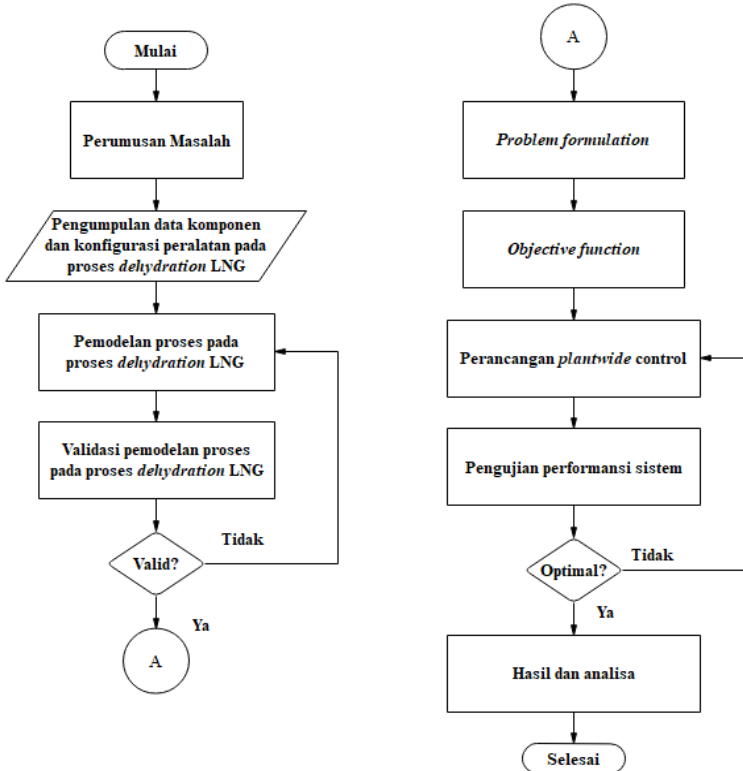 Mulai
Perumusan Masalah
Pengumpulan data komponen
dan konfigurasi peralatan pada
proses dehydration LNG
Pemodelan proses pada
proses dehydration LNG
Validasi pemodelan proses
pada proses dehydration LNG
Valid?
Tidak
Ya
A
A
Problem formulation
Objective function
Perancangan plantwide control
Pengujian performansi sistem
Optimal?
Tidak
Ya
Hasil dan analisa
Selesai